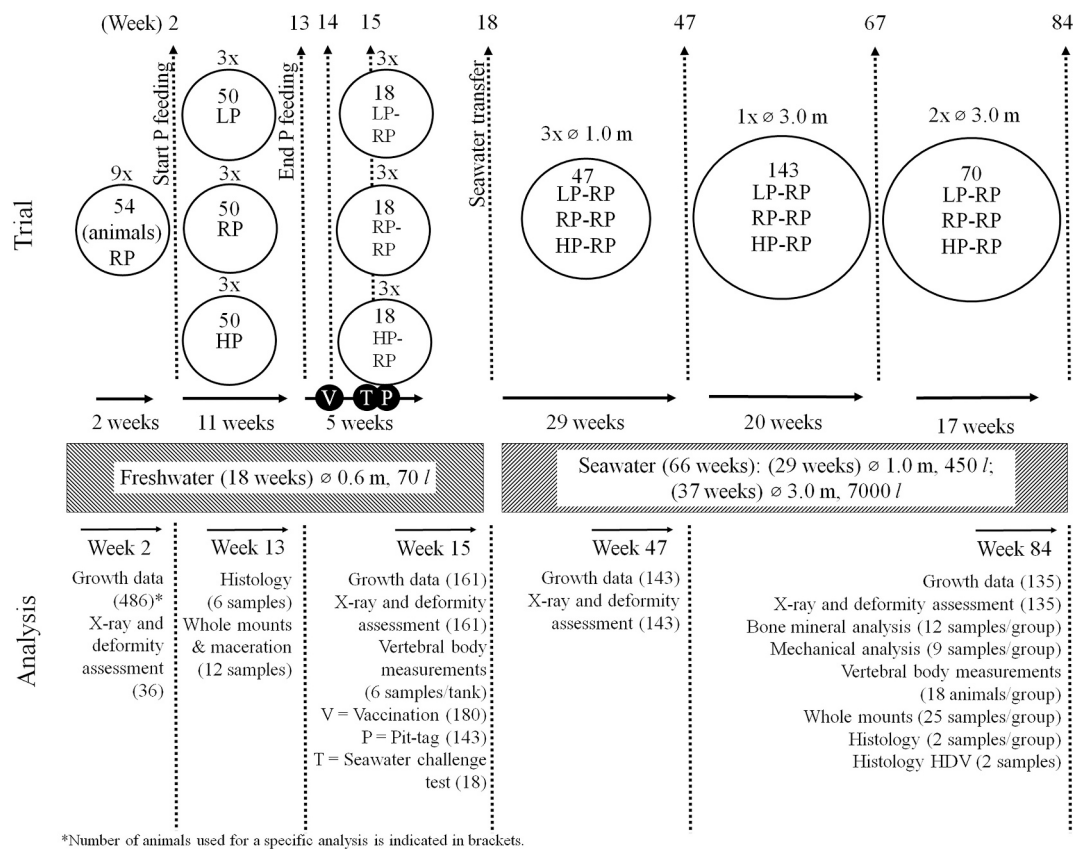 (Week) 2 13 14 15 18 47 67 84
Trial
Start P feeding
End P feeding
Seawater transfer
9x
54
(animals)
RP
3x
50
LP
3x
50
RP
3x
50
HP
3x
18
LP-
RP
3x
18
RP-
RP
3x
18
HP-
RP
3x ⌀ 1.0 m
47
LP-RP
RP-RP
HP-RP
1x ⌀ 3.0 m
143
LP-RP
RP-RP
HP-RP
2x ⌀ 3.0 m
70
LP-RP
RP-RP
HP-RP
V T P
2 weeks 11 weeks 5 weeks 29 weeks 20 weeks 17 weeks
Freshwater (18 weeks) ⌀ 0.6 m, 70 l
Seawater (66 weeks): (29 weeks) ⌀ 1.0 m, 450 l;
(37 weeks) ⌀ 3.0 m, 7000 l
Analysis
Week 2
Growth data
(486)*
X-ray and
deformity
assessment
(36)
Week 13
Histology
(6 samples)
Whole mounts
& maceration
(12 samples)
Week 15
Growth data (161)
X-ray and deformity
assessment (161)
Vertebral body
measurements
(6 samples/tank)
V = Vaccination (180)
P = Pit-tag (143)
T = Seawater challenge
test (18)
Week 47
Growth data (143)
X-ray and deformity
assessment (143)
Week 84
Growth data (135)
X-ray and deformity assessment (135)
Bone mineral analysis (12 samples/group)
Mechanical analysis (9 samples/group)
Vertebral body measurements
(18 animals/group)
Whole mounts (25 samples/group)
Histology (2 samples/group)
Histology HDV (2 samples)
*Number of animals used for a specific analysis is indicated in brackets.